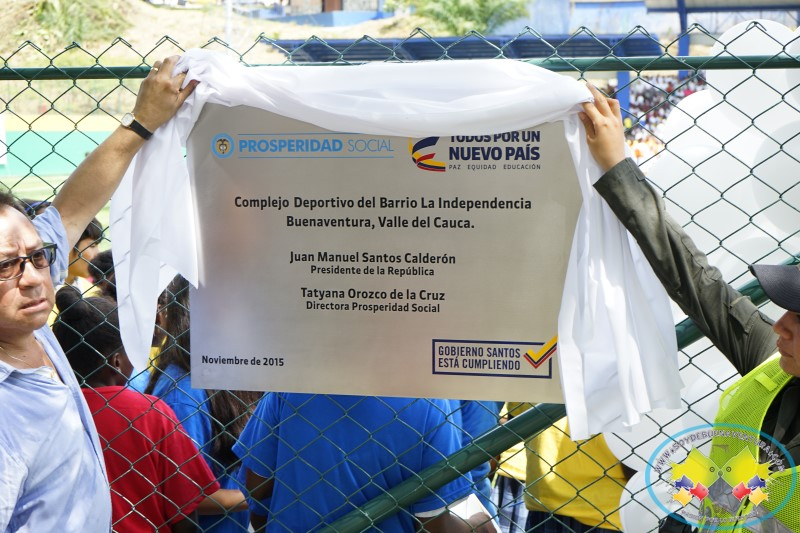 PROSPERIDAD SOCIAL
TODOS POR UN
NUEVO PAÍS
PAZ EQUIDAD EDUCACIÓN
Complejo Deportivo del Barrio La Independencia
Buenaventura, Valle del Cauca.
Juan Manuel Santos Calderón
Presidente de la República
Tatyana Orozco de la Cruz
Directora Prosperidad Social
Noviembre de 2015
GOBIERNO SANTOS
ESTÁ CUMPLIENDO